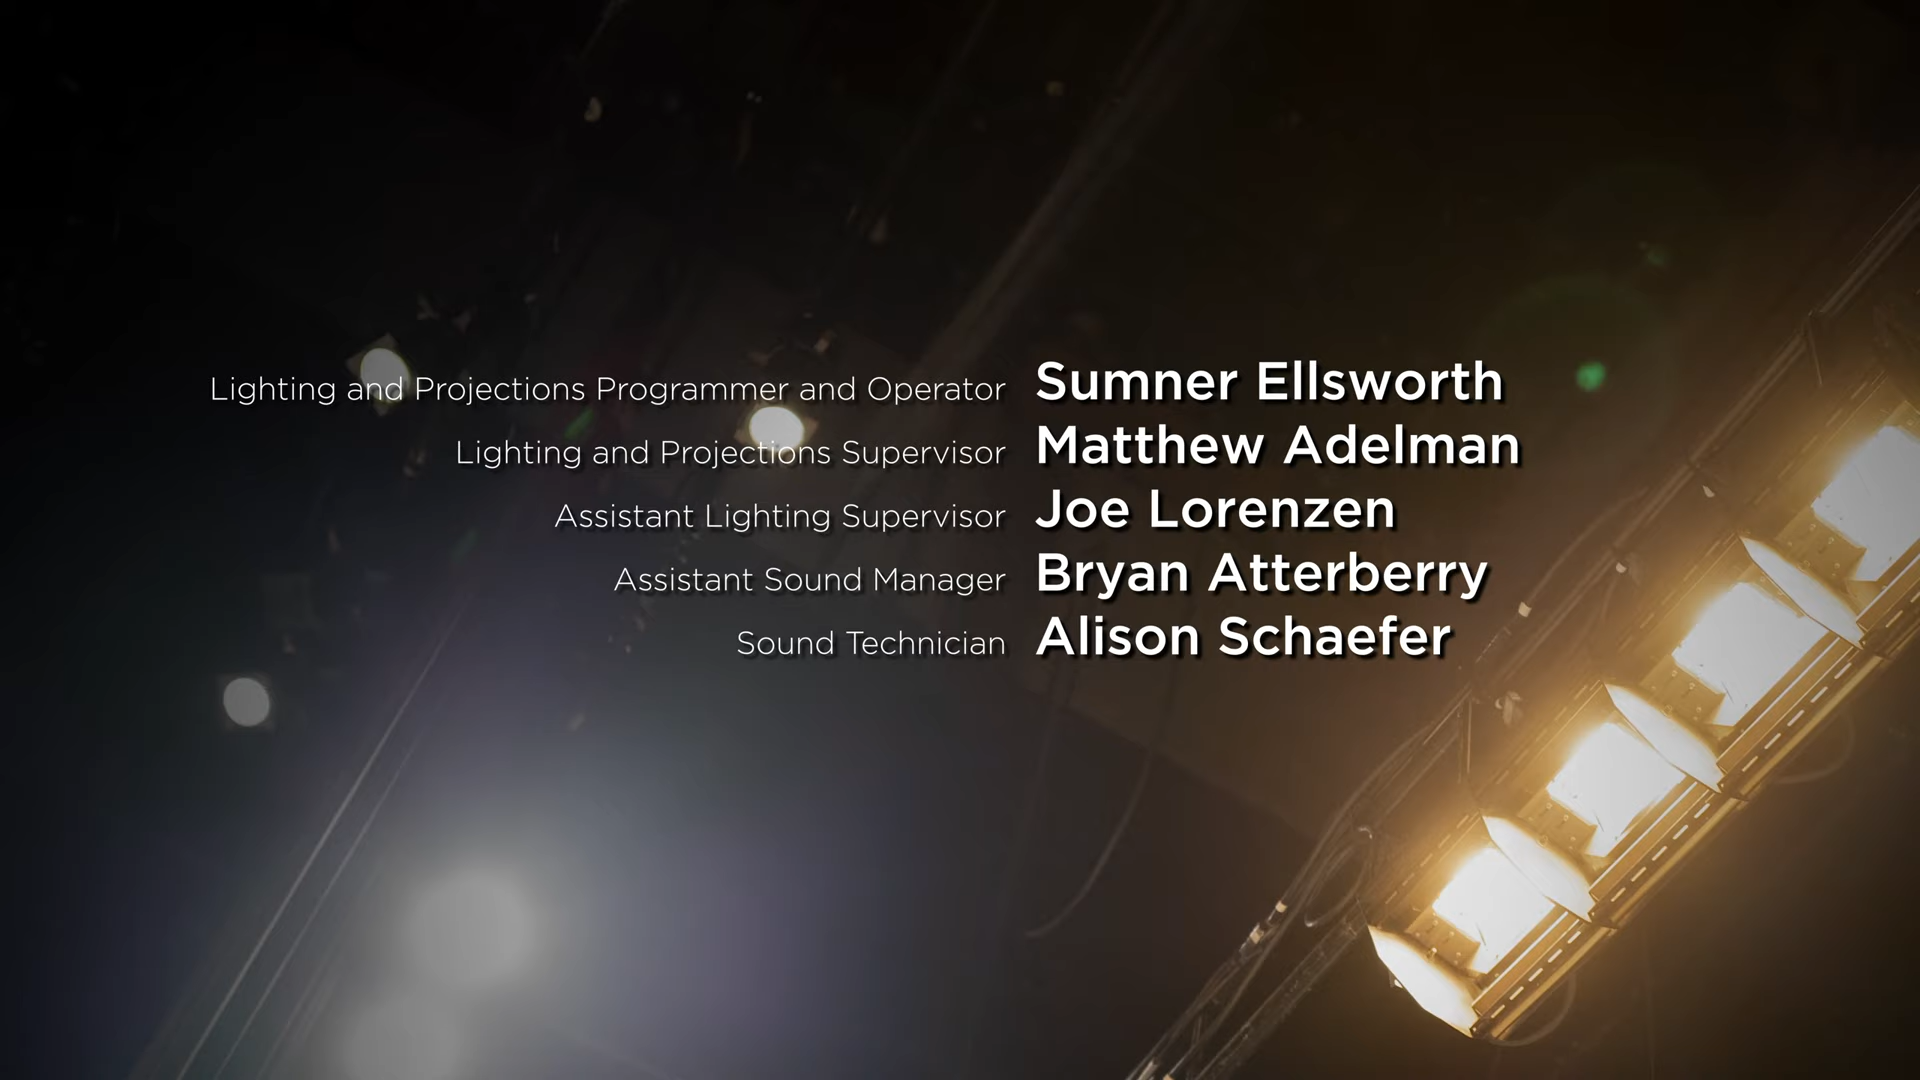 Lighting and Projections Programmer and Operator Sumner Ellsworth
Lighting and Projections Supervisor Matthew Adelman
Assistant Lighting Supervisor Joe Lorenzen
Assistant Sound Manager Bryan Atterberry
Sound Technician Alison Schaefer